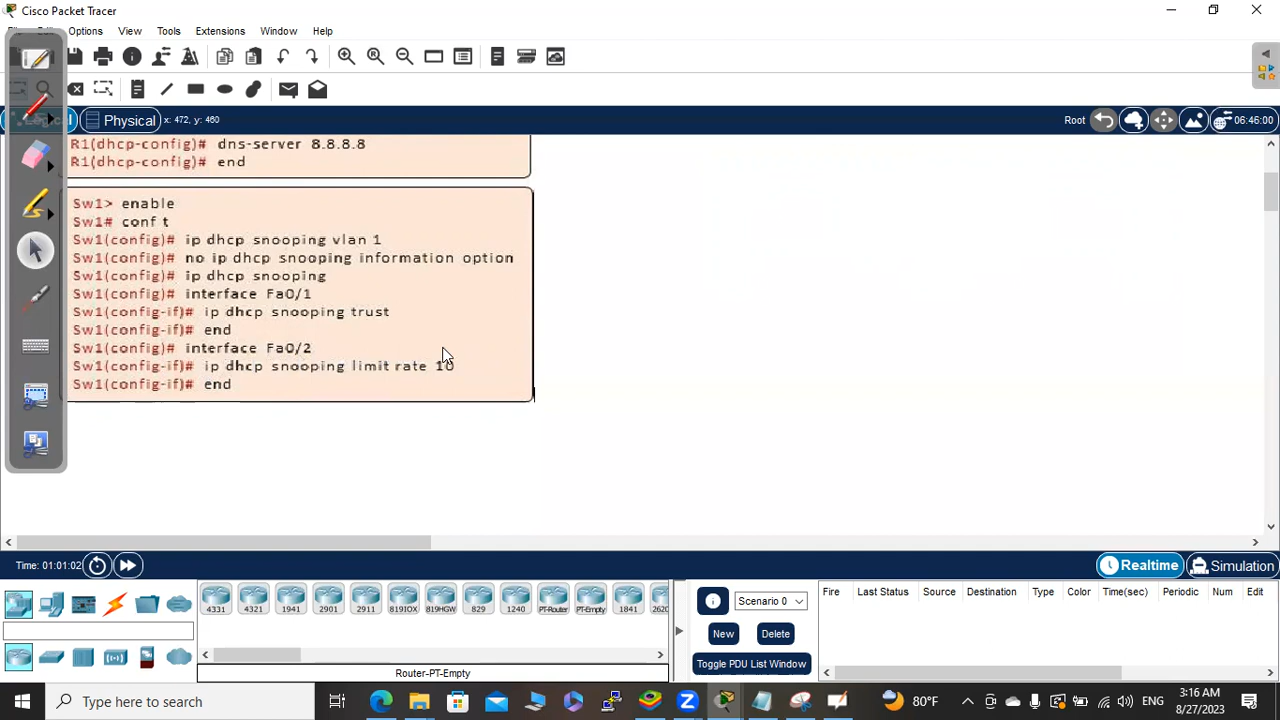 Cisco Packet Tracer
Options View Tools Extensions Window Help
Physical x: 472, y: 460 Root 06:46:00
R1(dhcp-config)# dns-server 8.8.8.8
R1(dhcp-config)# end
Sw1> enable
Sw1# conf t
Sw1(config)# ip dhcp snooping vlan 1
Sw1(config)# no ip dhcp snooping information option
Sw1(config)# ip dhcp snooping
Sw1(config)# interface Fa0/1
Sw1(config-if)# ip dhcp snooping trust
Sw1(config-if)# end
Sw1(config)# interface Fa0/2
Sw1(config-if)# ip dhcp snooping limit rate 10
Sw1(config-if)# end
Time: 01:01:02 Realtime Simulation
4331 4321 1941 2901 2911 819IOX 819HGW 829 1240 PT-Router PT-Empty 1841 2620
Scenario 0
New Delete
Toggle PDU List Window
Fire Last Status Source Destination Type Color Time(sec) Periodic Num Edit
Router-PT-Empty
Type here to search
80°F ENG
3:16 AM
8/27/2023